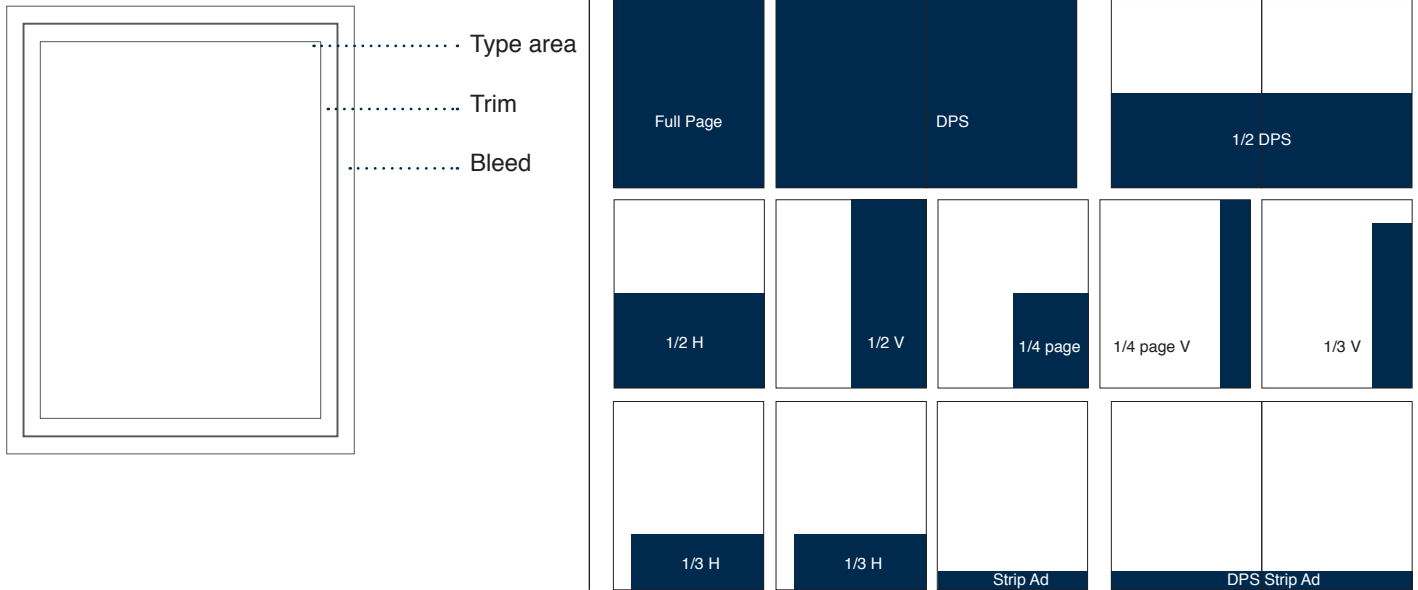 Type area
Trim
Bleed
Full Page
DPS
1/2 DPS
1/2 H
1/2 V
1/4 page
1/4 page V
1/3 V
1/3 H
1/3 H
Strip Ad
DPS Strip Ad